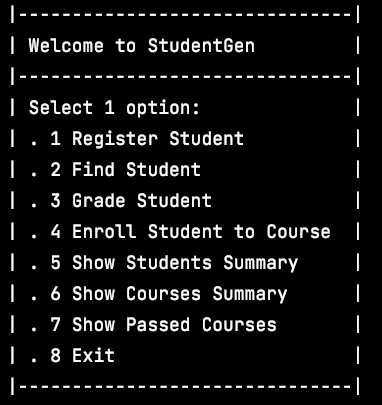 |-------------------------------|
| Welcome to StudentGen         |
|-------------------------------|
| Select 1 option:              |
| . 1 Register Student          |
| . 2 Find Student              |
| . 3 Grade Student             |
| . 4 Enroll Student to Course  |
| . 5 Show Students Summary     |
| . 6 Show Courses Summary      |
| . 7 Show Passed Courses       |
| . 8 Exit                      |
|-------------------------------|